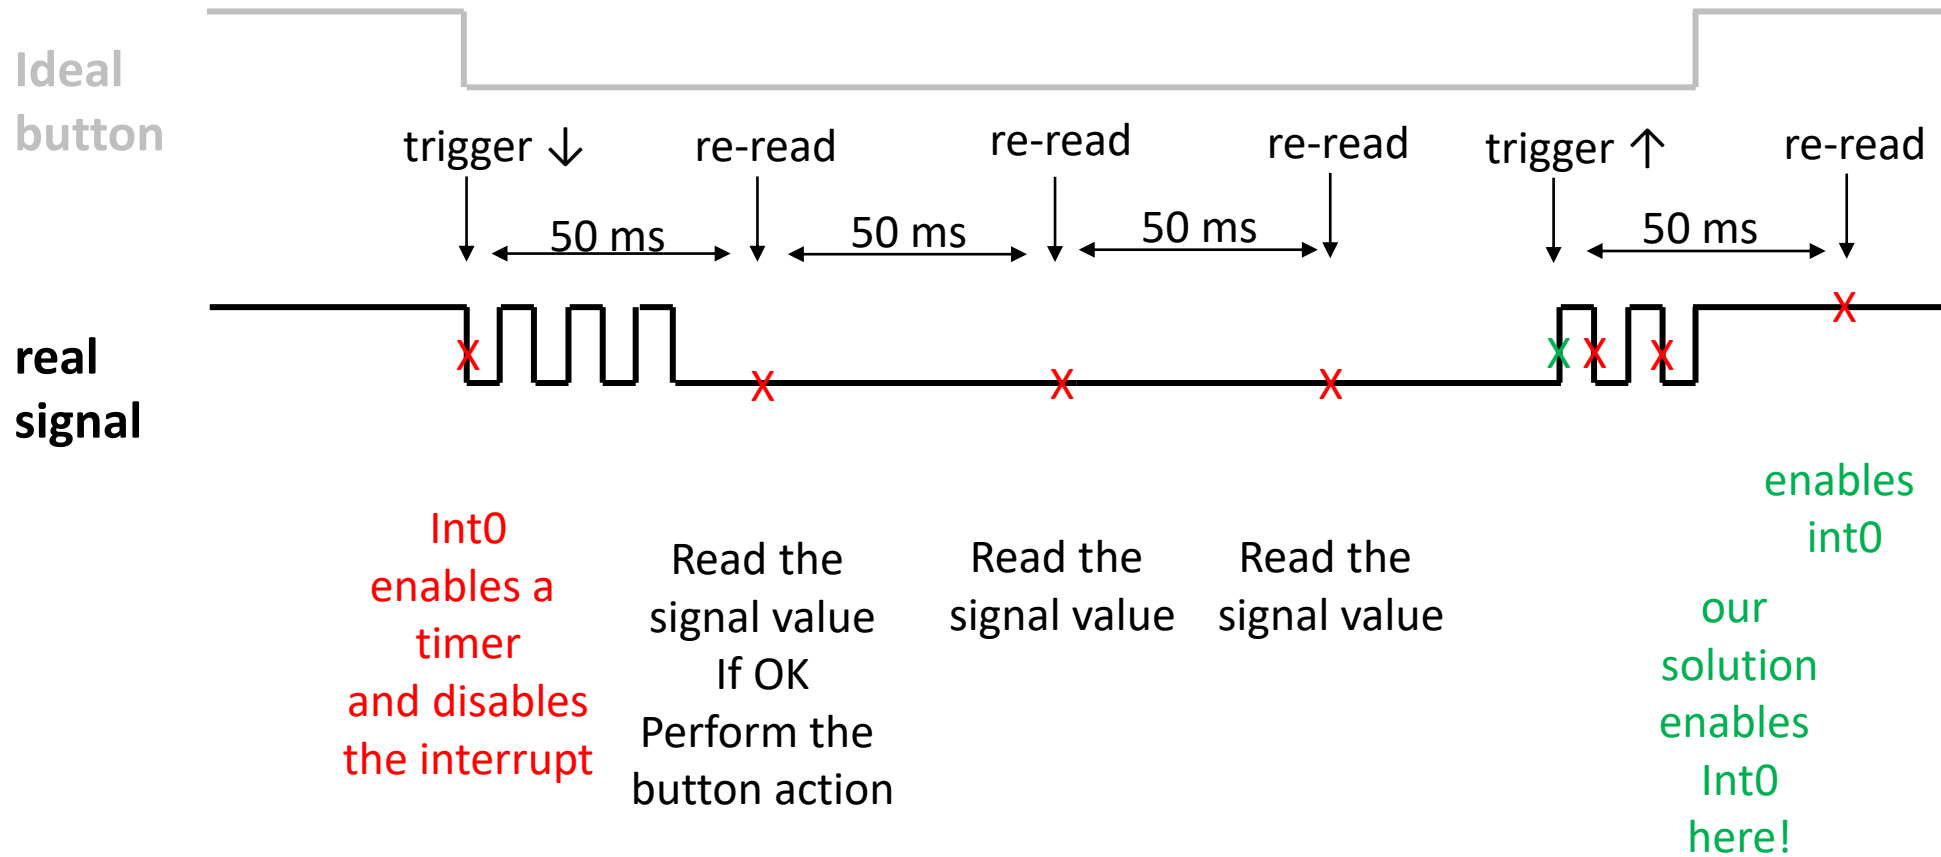 Ideal
button
trigger ↓
re-read
re-read
re-read
trigger ↑
re-read
50 ms
50 ms
50 ms
50 ms
real
signal
X
X
X
X
X
X
X
X
Int0
enables a
timer
and disables
the interrupt
Read the
signal value
If OK
Perform the
button action
Read the
signal value
Read the
signal value
enables
int0
our
solution
enables
Int0
here!